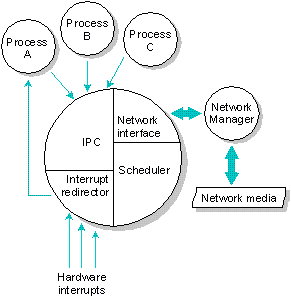 Process
A
Process
B
Process
C
IPC
Network
interface
Network
Manager
Interrupt
redirector
Scheduler
Network media
Hardware
interrupts